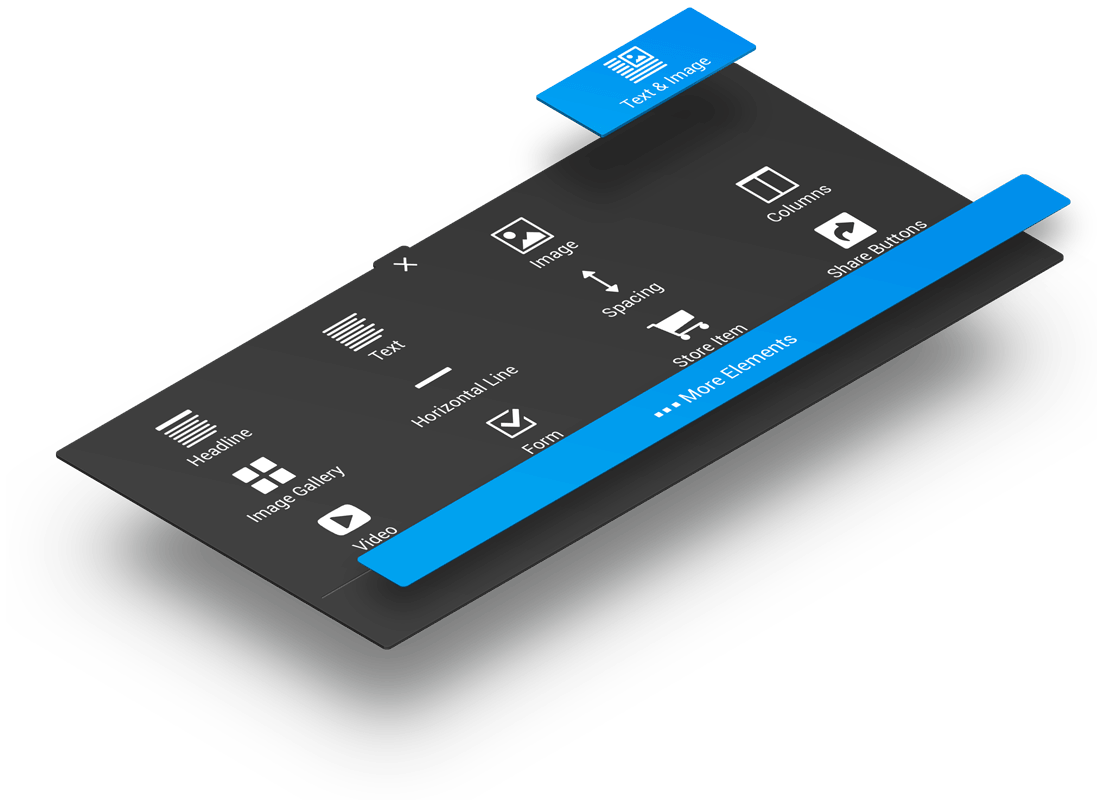 Headline
Text
Image
Text & Image
Image Gallery
Horizontal Line
Spacing
Columns
Video
Form
Store Item
Share Buttons
More Elements